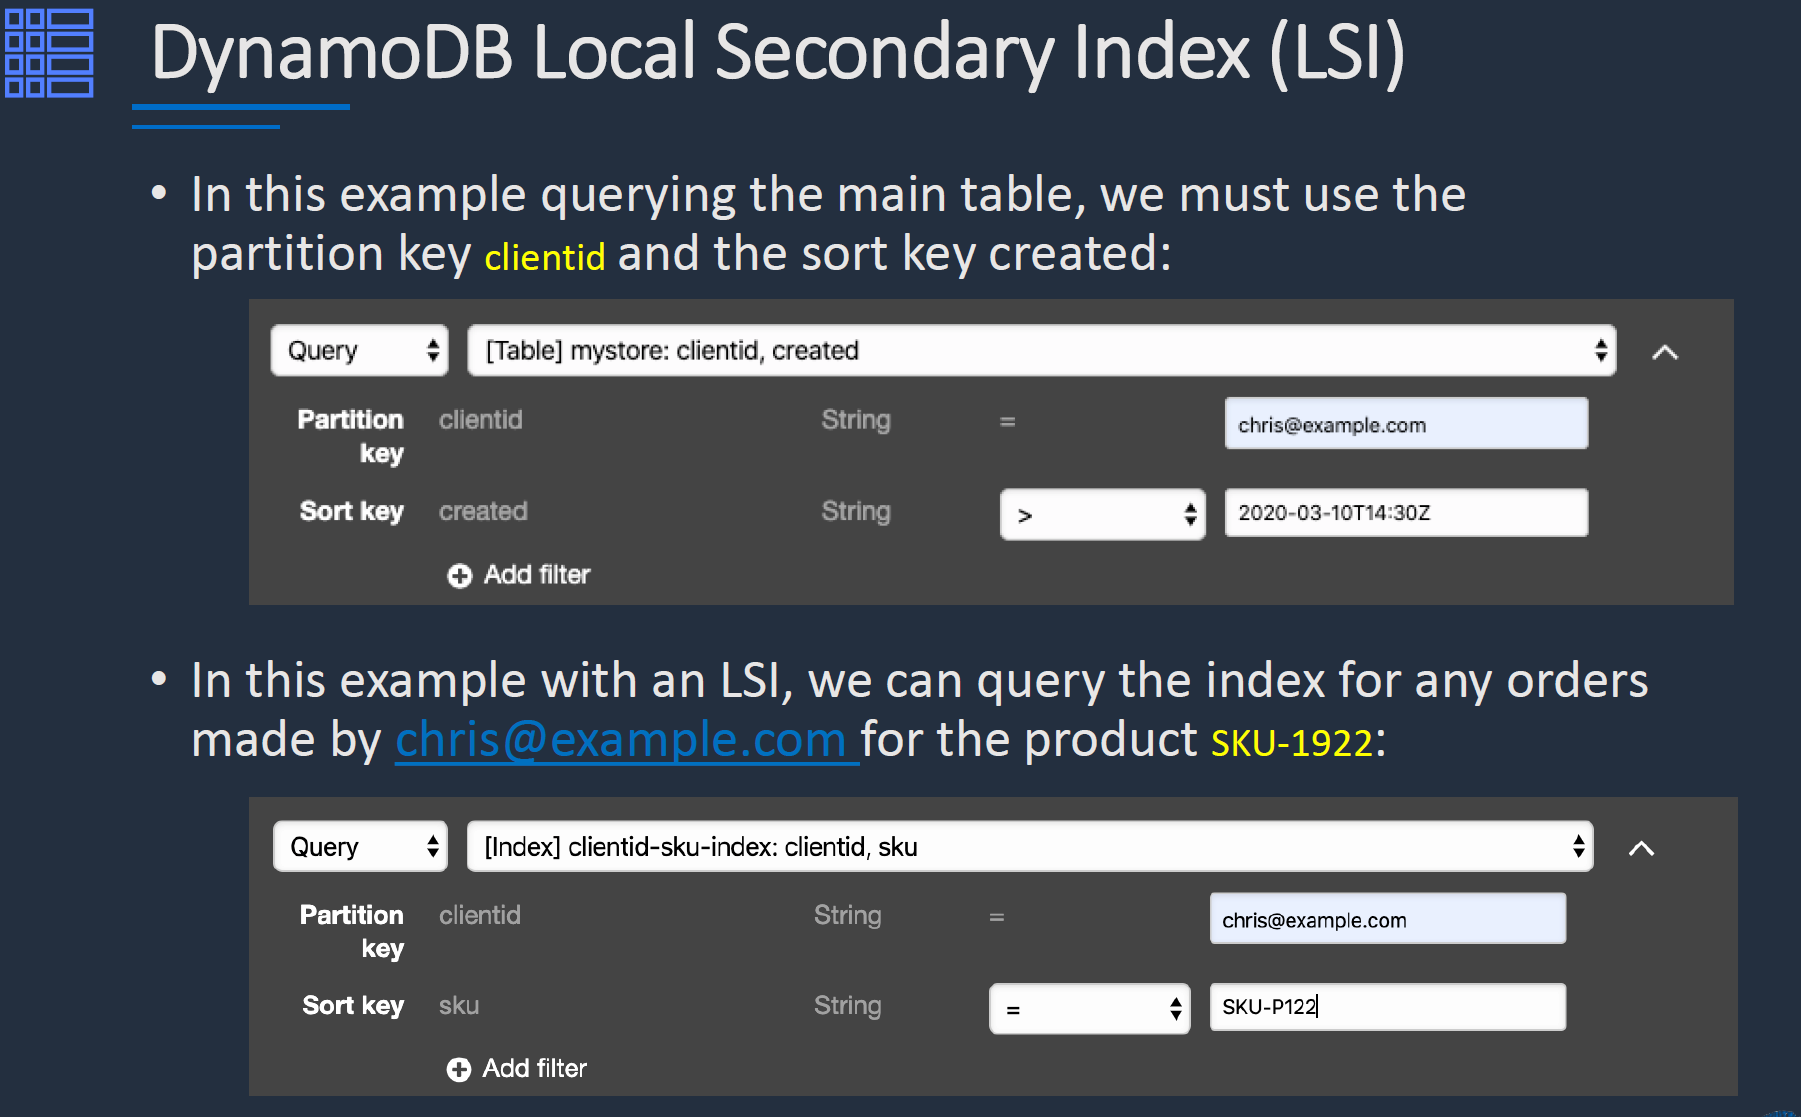 DynamoDB Local Secondary Index (LSI)
• In this example querying the main table, we must use the
partition key clientid and the sort key created:
Query [Table] mystore: clientid, created
Partition key clientid String = chris@example.com
Sort key created String > 2020-03-10T14:30Z
Add filter
• In this example with an LSI, we can query the index for any orders
made by chris@example.com for the product SKU-1922:
Query [Index] clientid-sku-index: clientid, sku
Partition key clientid String = chris@example.com
Sort key sku String = SKU-P122
Add filter